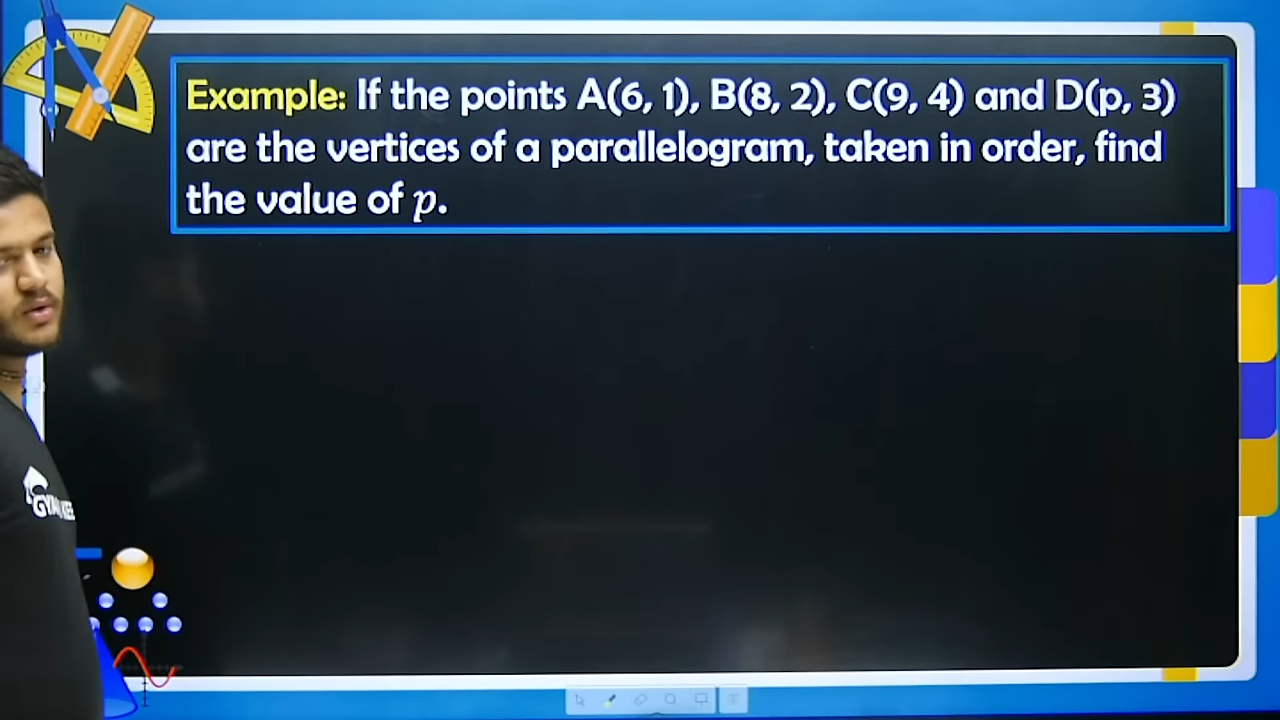 Example: If the points A(6, 1), B(8, 2), C(9, 4) and D(p, 3)
are the vertices of a parallelogram, taken in order, find
the value of p.